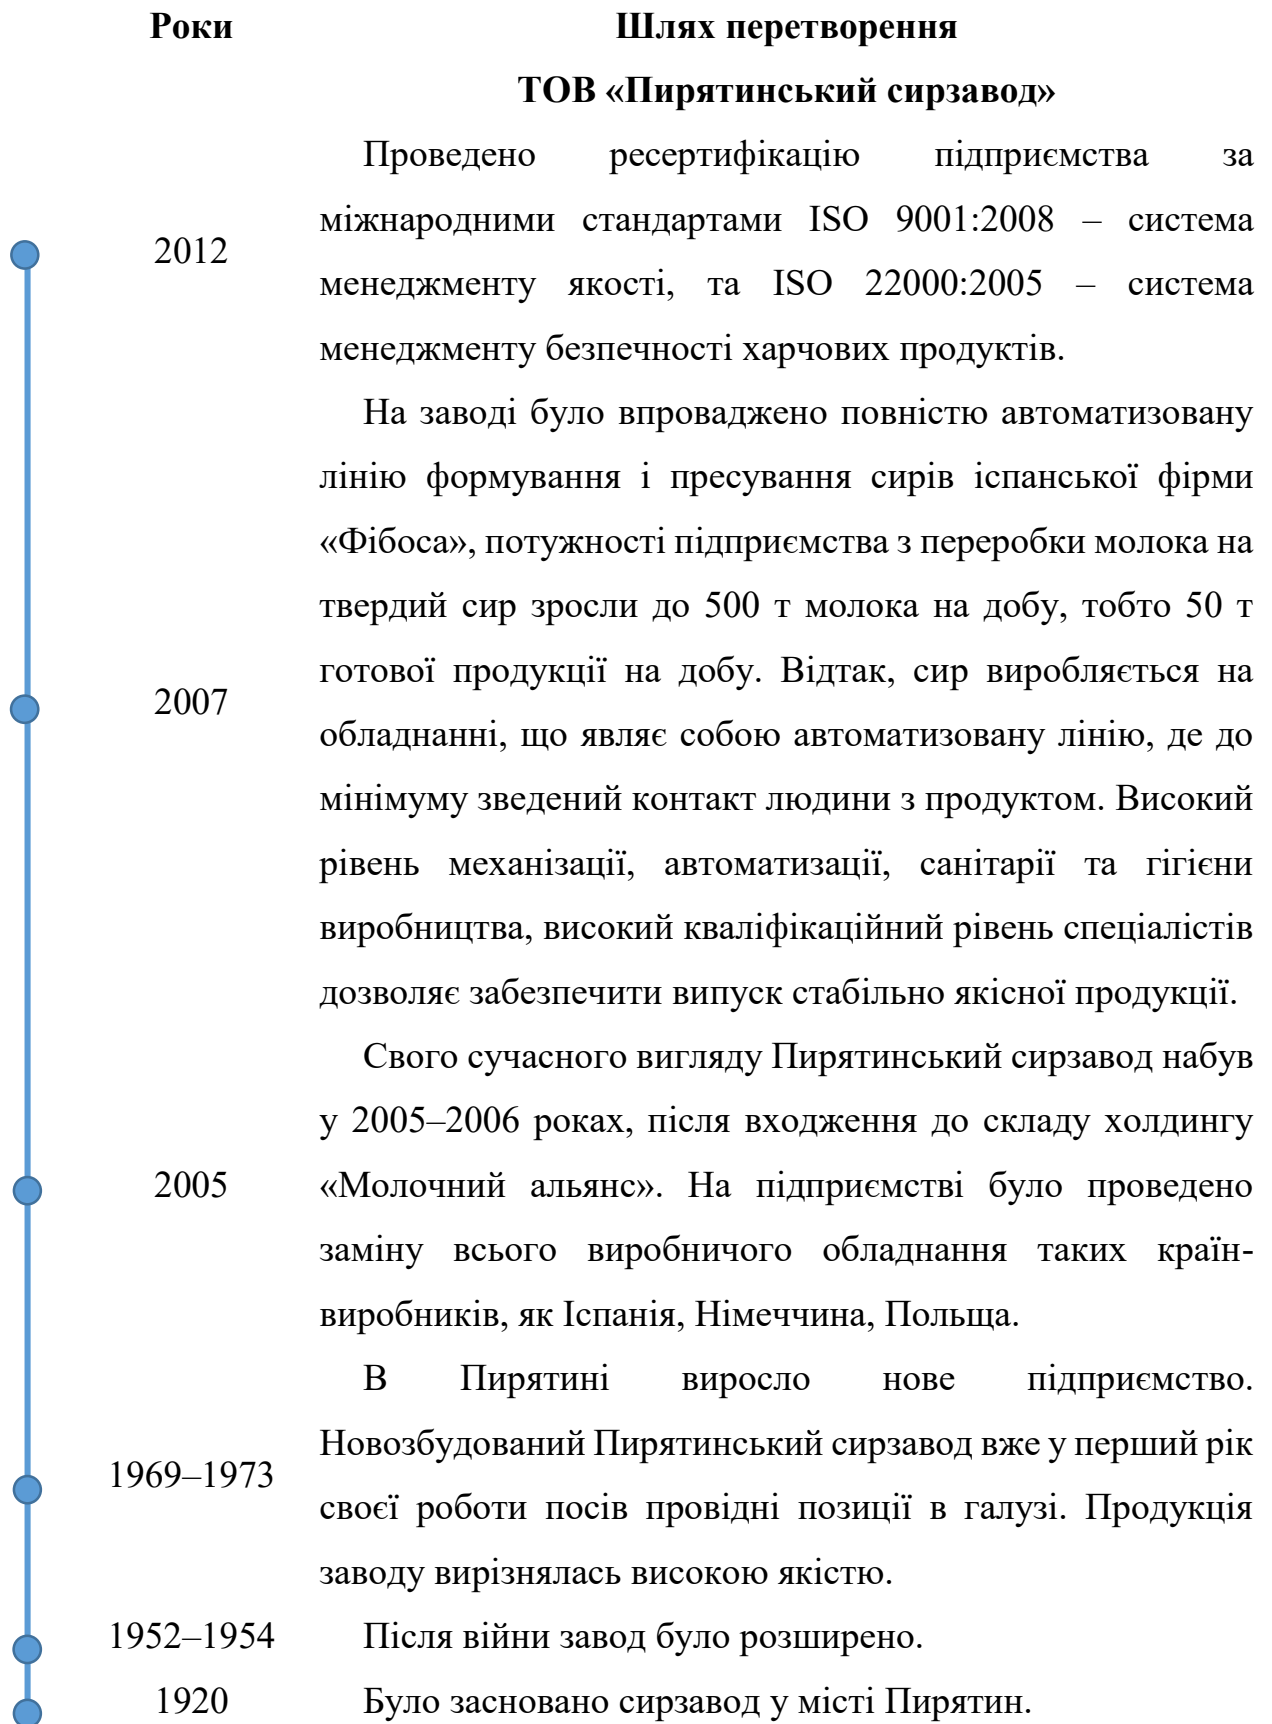 Роки
Шлях перетворення
ТОВ «Пирятинський сирзавод»
2012
Проведено ресертифікацію підприємства за
міжнародними стандартами ISO 9001:2008 – система
менеджменту якості, та ISO 22000:2005 – система
менеджменту безпечності харчових продуктів.
2007
На заводі було впроваджено повністю автоматизовану
лінію формування і пресування сирів іспанської фірми
«Фібоса», потужності підприємства з переробки молока на
твердий сир зросли до 500 т молока на добу, тобто 50 т
готової продукції на добу. Відтак, сир виробляється на
обладнанні, що являє собою автоматизовану лінію, де до
мінімуму зведений контакт людини з продуктом. Високий
рівень механізації, автоматизації, санітарії та гігієни
виробництва, високий кваліфікаційний рівень спеціалістів
дозволяє забезпечити випуск стабільно якісної продукції.
2005
Свого сучасного вигляду Пирятинський сирзавод набув
у 2005–2006 роках, після входження до складу холдингу
«Молочний альянс». На підприємстві було проведено
заміну всього виробничого обладнання таких країн-
виробників, як Іспанія, Німеччина, Польща.
1969–1973
В Пирятині виросло нове підприємство.
Новозбудований Пирятинський сирзавод вже у перший рік
своєї роботи посів провідні позиції в галузі. Продукція
заводу вирізнялась високою якістю.
1952–1954
Після війни завод було розширено.
1920
Було засновано сирзавод у місті Пирятин.